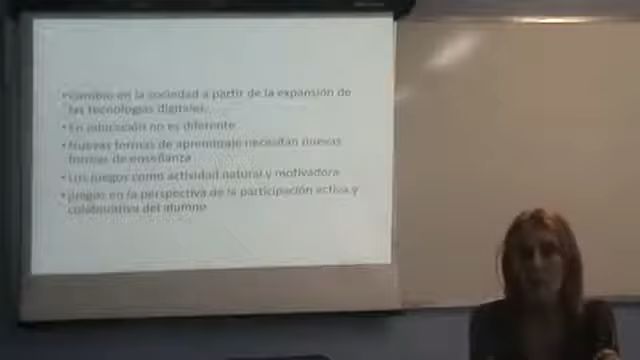 • Cambio en la sociedad a partir de la expansión de
las tecnologías digitales.
• En educación no es diferente
• Nuevas formas de aprendizaje necesitan nuevas
formas de enseñanza
• Los juegos como actividad natural y motivadora
• Juegos en la perspectiva de la participación activa y
colaborativa del alumno